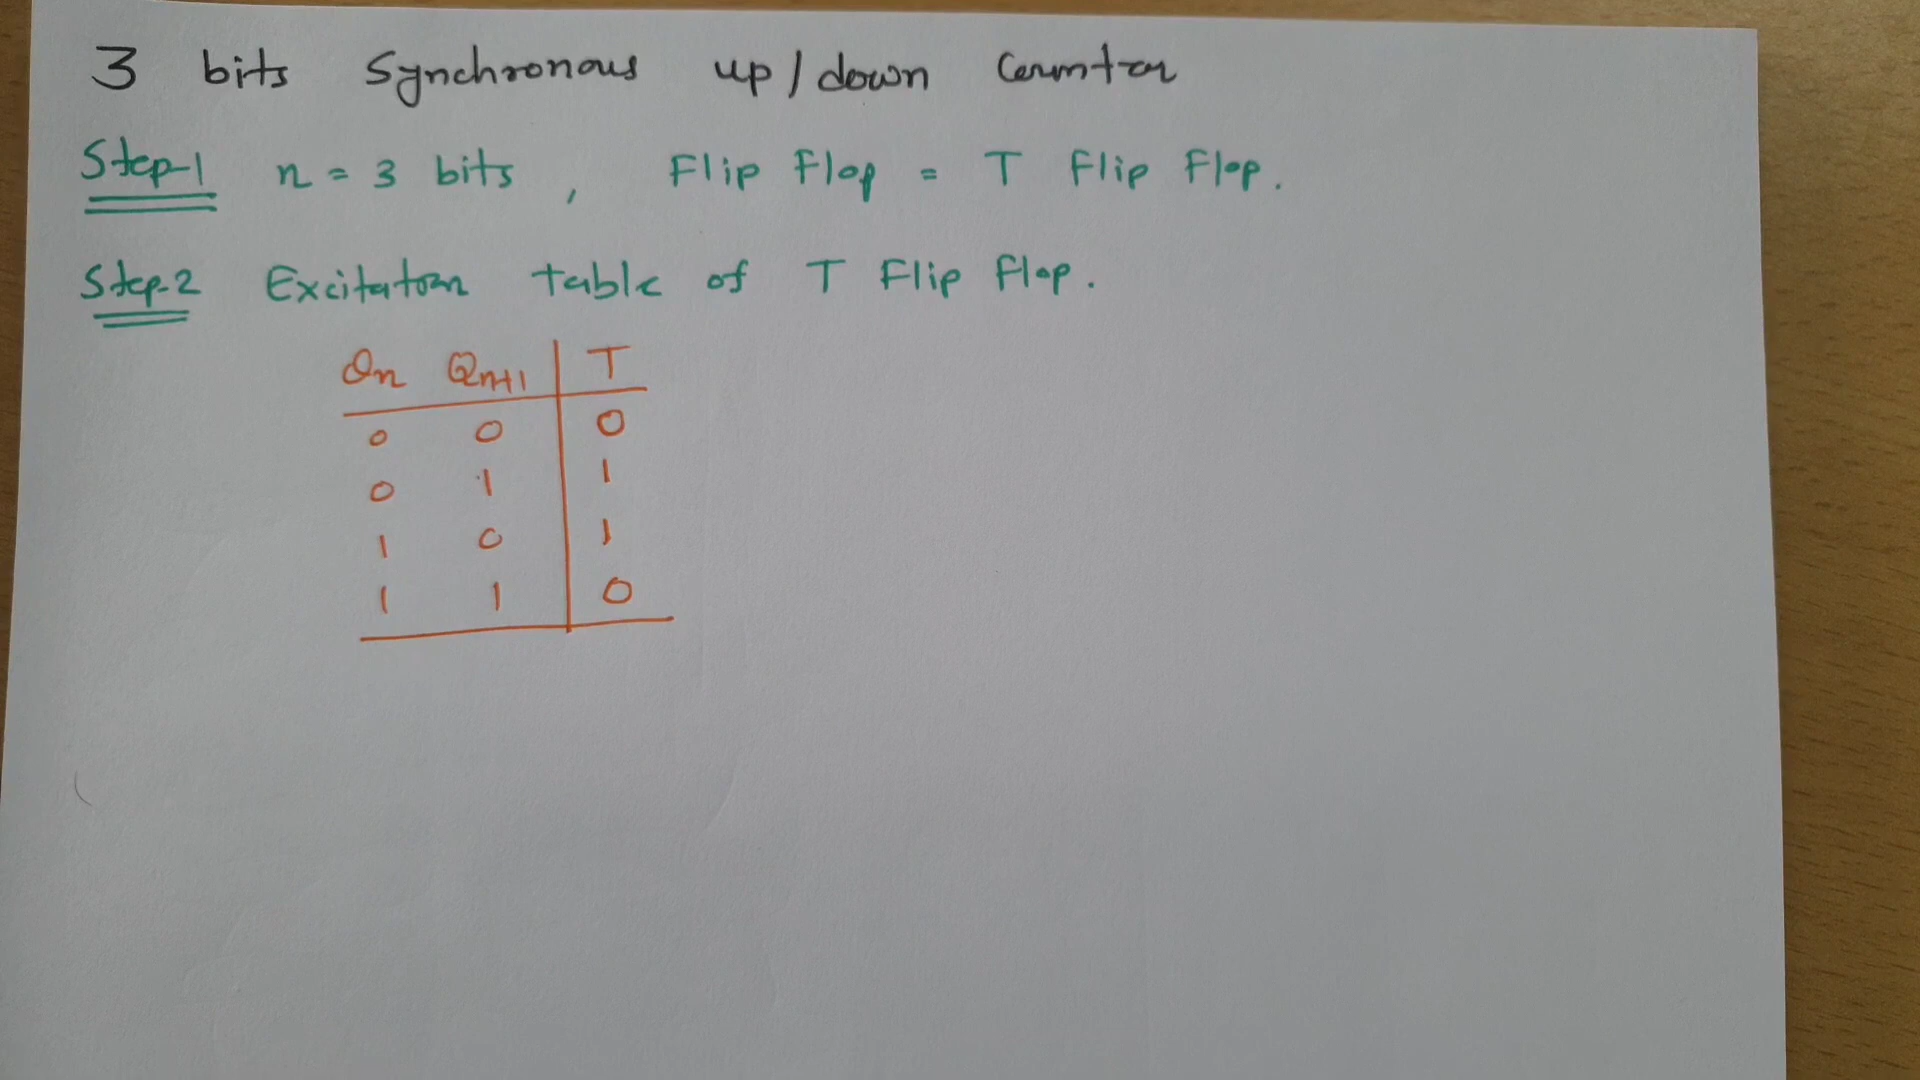 3 bits Synchronous up/down Counter
Step-1 n = 3 bits, Flip Flop = T Flip Flop.
Step-2 Excitation table of T Flip Flop.
Qn Qn+1 T
0 0 0
0 1 1
1 0 1
1 1 0